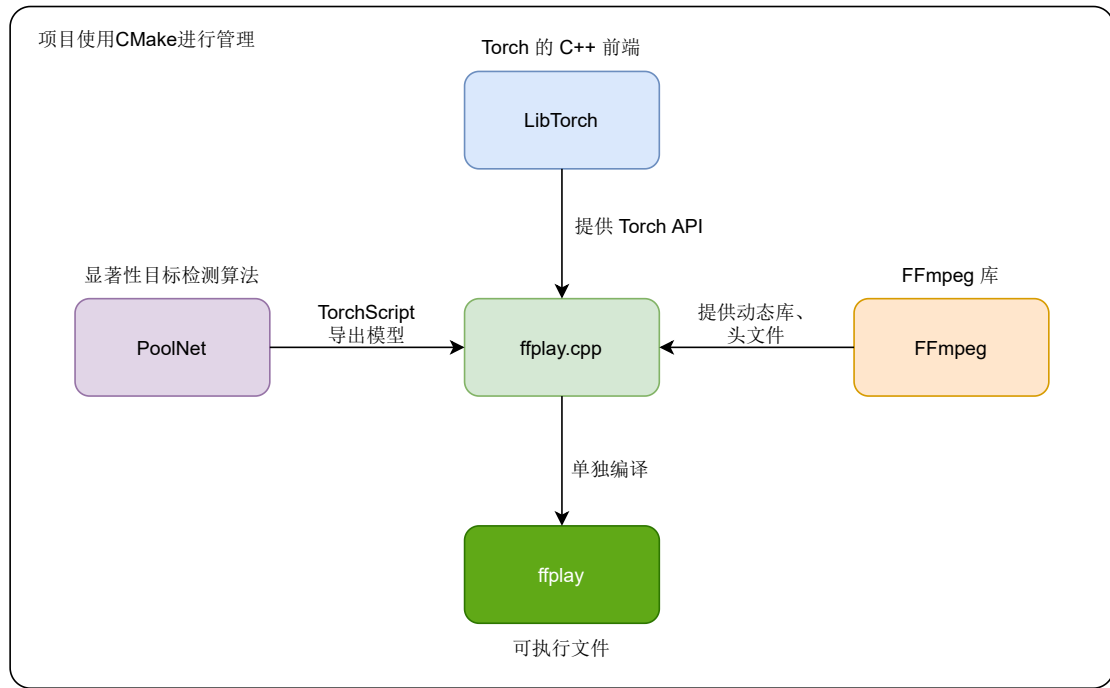 项目使用CMake进行管理
Torch 的 C++ 前端
LibTorch
提供 Torch API
显著性目标检测算法
PoolNet
TorchScript
导出模型
ffplay.cpp
提供动态库、
头文件
FFmpeg 库
FFmpeg
单独编译
ffplay
可执行文件